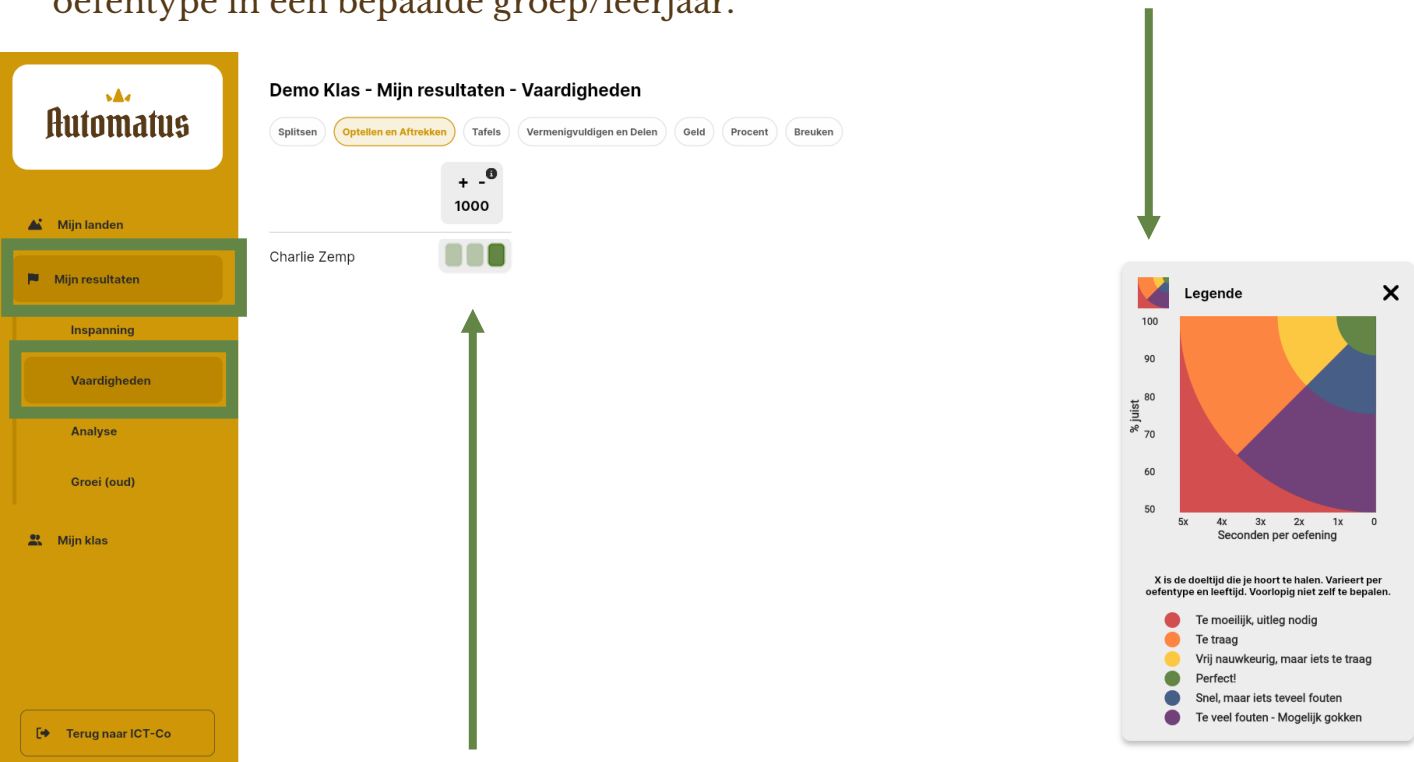 oefentype in een bepaalde groep/leerjaar.
Automatus
Mijn landen
Mijn resultaten
Inspanning
Vaardigheden
Analyse
Groei (oud)
Mijn klas
Terug naar ICT-Co
Demo Klas - Mijn resultaten - Vaardigheden
Splitsen Optellen en Aftrekken Tafels Vermenigvuldigen en Delen Geld Procent Breuken
+ -
1000
Charlie Zemp
Legende
100
90
80
70
60
50
% juist
5x 4x 3x 2x 1x 0
Seconden per oefening
X is de doeltijd die je hoort te halen. Varieert per
oefentype en leeftijd. Voorlopig niet zelf te bepalen.
Te moeilijk, uitleg nodig
Te traag
Vrij nauwkeurig, maar iets te traag
Perfect!
Snel, maar iets teveel fouten
Te veel fouten - Mogelijk gokken